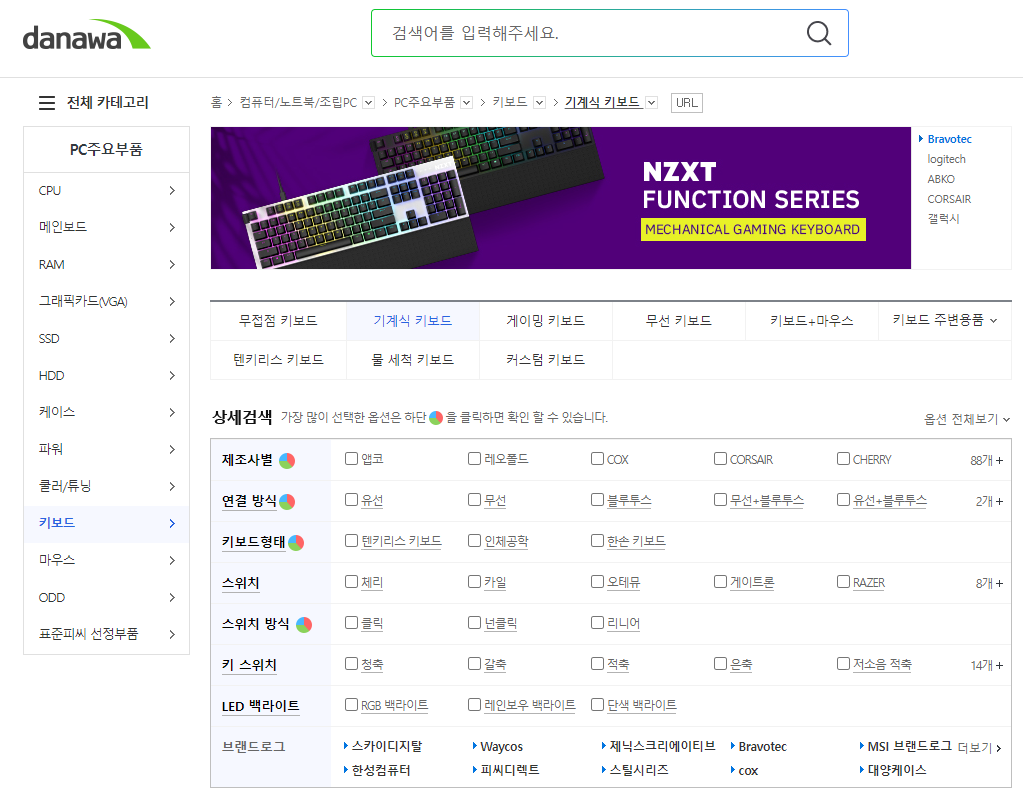 danawa
검색어를 입력해주세요.
전체 카테고리
홈 > 컴퓨터/노트북/조립PC > PC주요부품 > 키보드 > 기계식 키보드 URL
PC주요부품
CPU
메인보드
RAM
그래픽카드(VGA)
SSD
HDD
케이스
파워
쿨러/튜닝
키보드
마우스
ODD
표준피씨 선정부품
NZXT
FUNCTION SERIES
MECHANICAL GAMING KEYBOARD
Bravotec
logitech
ABKO
CORSAIR
갤럭시
무접점 키보드 기계식 키보드 게이밍 키보드 무선 키보드 키보드+마우스 키보드 주변용품
텐키리스 키보드 물 세척 키보드 커스텀 키보드
상세검색 가장 많이 선택한 옵션은 하단 을 클릭하면 확인 할 수 있습니다. 옵션 전체보기
제조사별 앱코 레오폴드 COX CORSAIR CHERRY 88개+
연결 방식 유선 무선 블루투스 무선+블루투스 유선+블루투스 2개+
키보드형태 텐키리스 키보드 인체공학 한손 키보드
스위치 체리 카일 오테뮤 게이트론 RAZER 8개+
스위치 방식 클릭 넌클릭 리니어
키 스위치 청축 갈축 적축 은축 저소음 적축 14개+
LED 백라이트 RGB 백라이트 레인보우 백라이트 단색 백라이트
브랜드로그 스카이디지탈 Waycos 제닉스크리에이티브 Bravotec MSI 브랜드로그 더보기 >
한성컴퓨터 피씨디렉트 스틸시리즈 cox 대양케이스